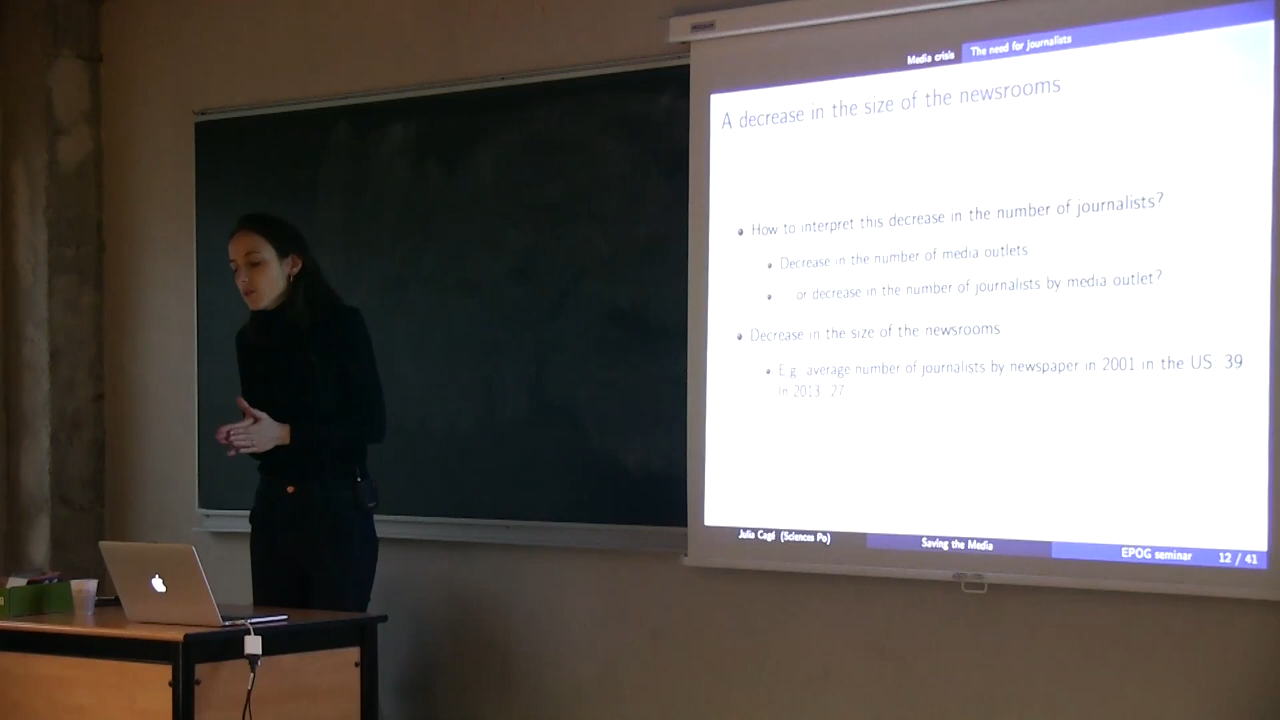 Media crisis
The need for journalists
A decrease in the size of the newsrooms
How to interpret this decrease in the number of journalists?
Decrease in the number of media outlets
or decrease in the number of journalists by media outlet?
Decrease in the size of the newsrooms
E.g. average number of journalists by newspaper in 2001 in the US 39
in 2013 27
Julia Cagé (Sciences Po)
Saving the Media
EPOG seminar
12 / 41